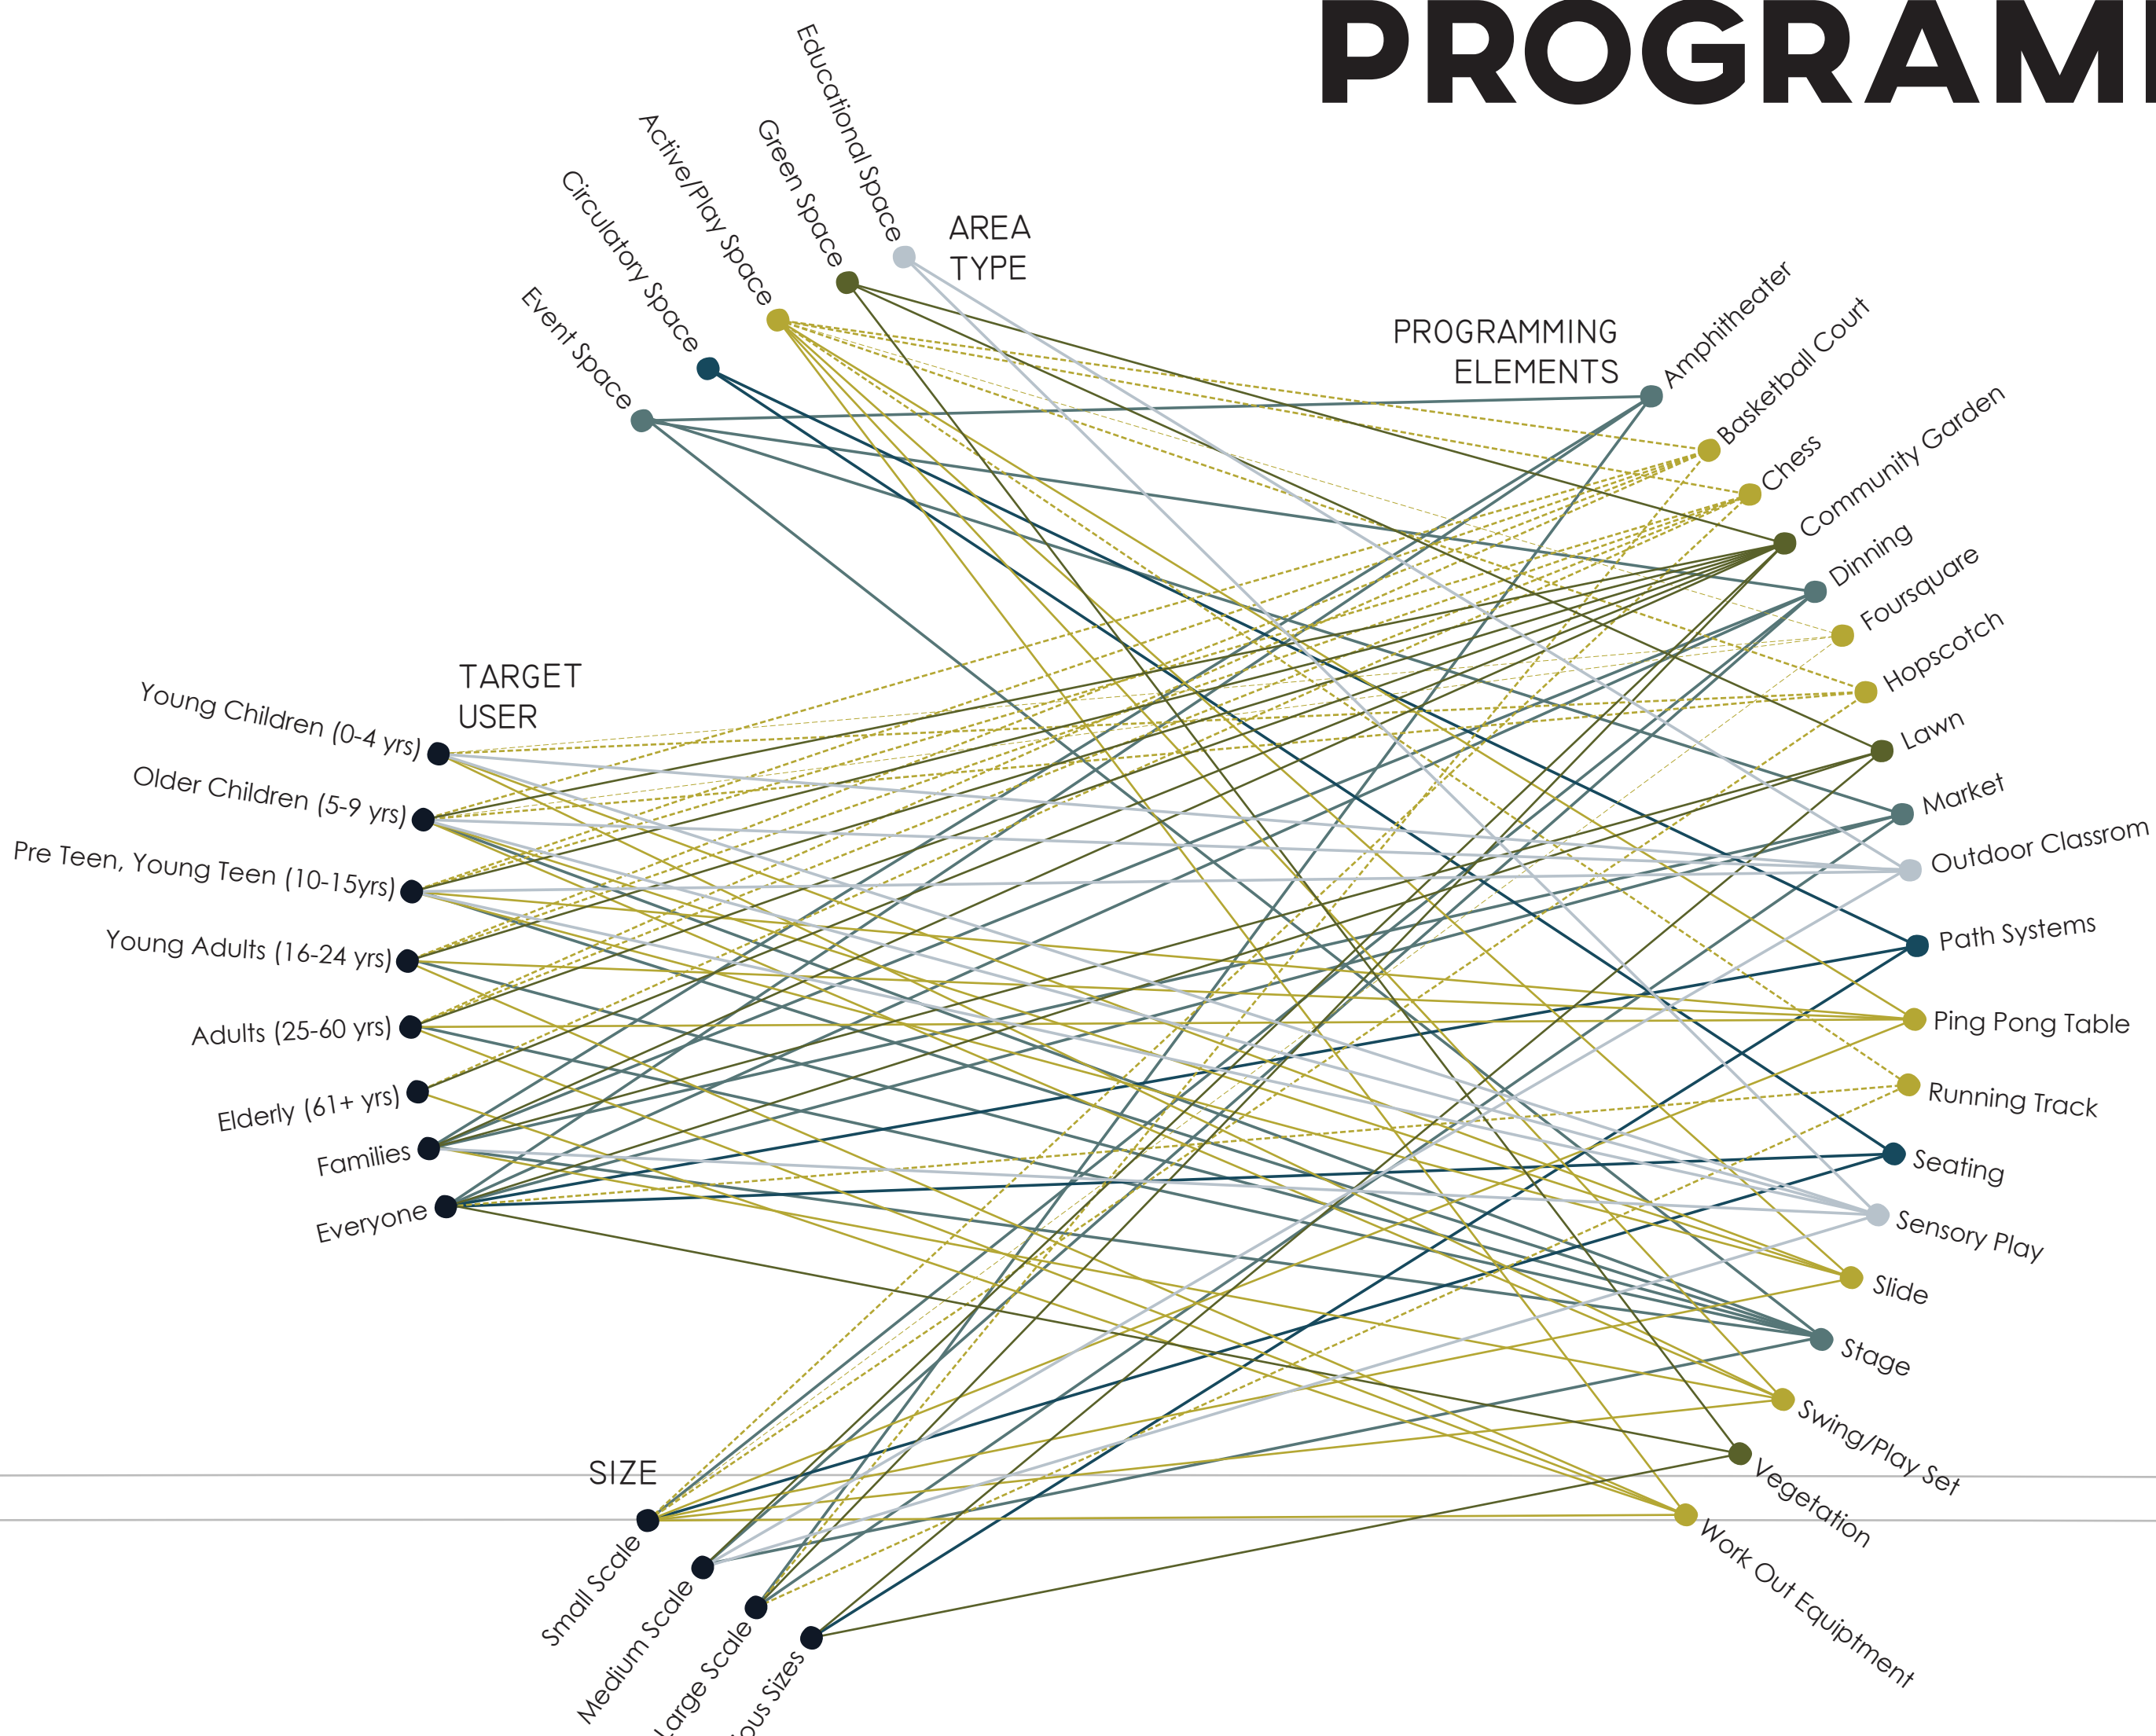 PROGRAM
Educational Space
Green Space
Active/Play Space
Circulatory Space
Event Space
AREA
TYPE
PROGRAMMING
ELEMENTS
Amphitheater
Basketball Court
Chess
Community Garden
Dinning
Foursquare
Hopscotch
Lawn
Market
Outdoor Classrom
Path Systems
Ping Pong Table
Running Track
Seating
Sensory Play
Slide
Stage
Swing/Play Set
Vegetation
Work Out Equiptment
TARGET
USER
Young Children (0-4 yrs)
Older Children (5-9 yrs)
Pre Teen, Young Teen (10-15yrs)
Young Adults (16-24 yrs)
Adults (25-60 yrs)
Elderly (61+ yrs)
Families
Everyone
SIZE
Small Scale
Medium Scale
Large Scale
Sizes